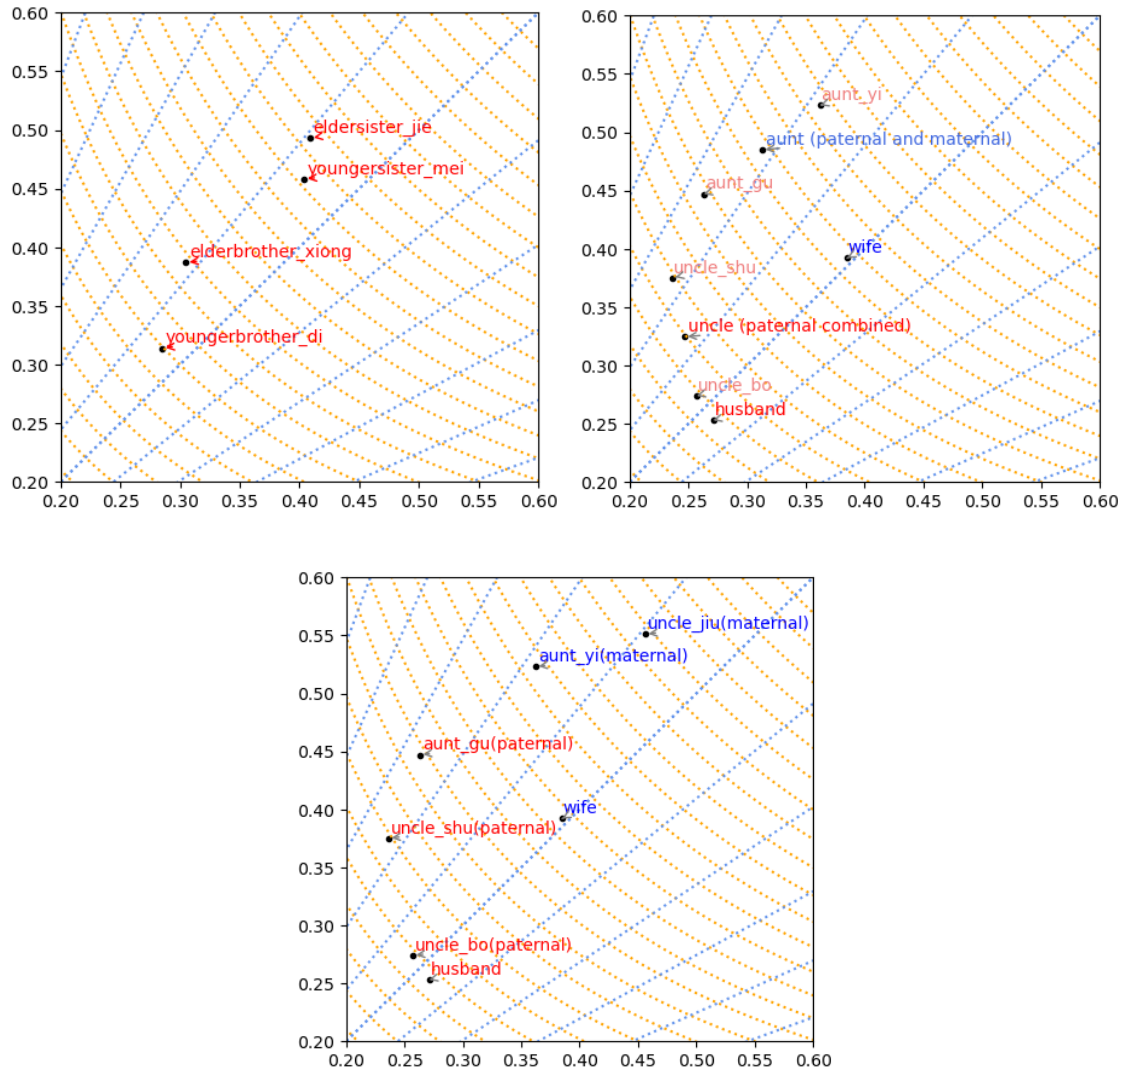 0.60
0.55
0.50
0.45
0.40
0.35
0.30
0.25
0.20
eldersister_jie
youngersister_mei
elderbrother_xiong
youngerbrother_di
0.20 0.25 0.30 0.35 0.40 0.45 0.50 0.55 0.60
0.60
0.55
0.50
0.45
0.40
0.35
0.30
0.25
0.20
aunt_yi
aunt (paternal and maternal)
aunt_gu
wife
uncle_shu
uncle (paternal combined)
uncle_bo
husband
0.20 0.25 0.30 0.35 0.40 0.45 0.50 0.55 0.60
0.60
0.55
0.50
0.45
0.40
0.35
0.30
0.25
0.20
uncle_jiu(maternal)
aunt_yi(maternal)
aunt_gu(paternal)
wife
uncle_shu(paternal)
uncle_bo(paternal)
husband
0.20 0.25 0.30 0.35 0.40 0.45 0.50 0.55 0.60